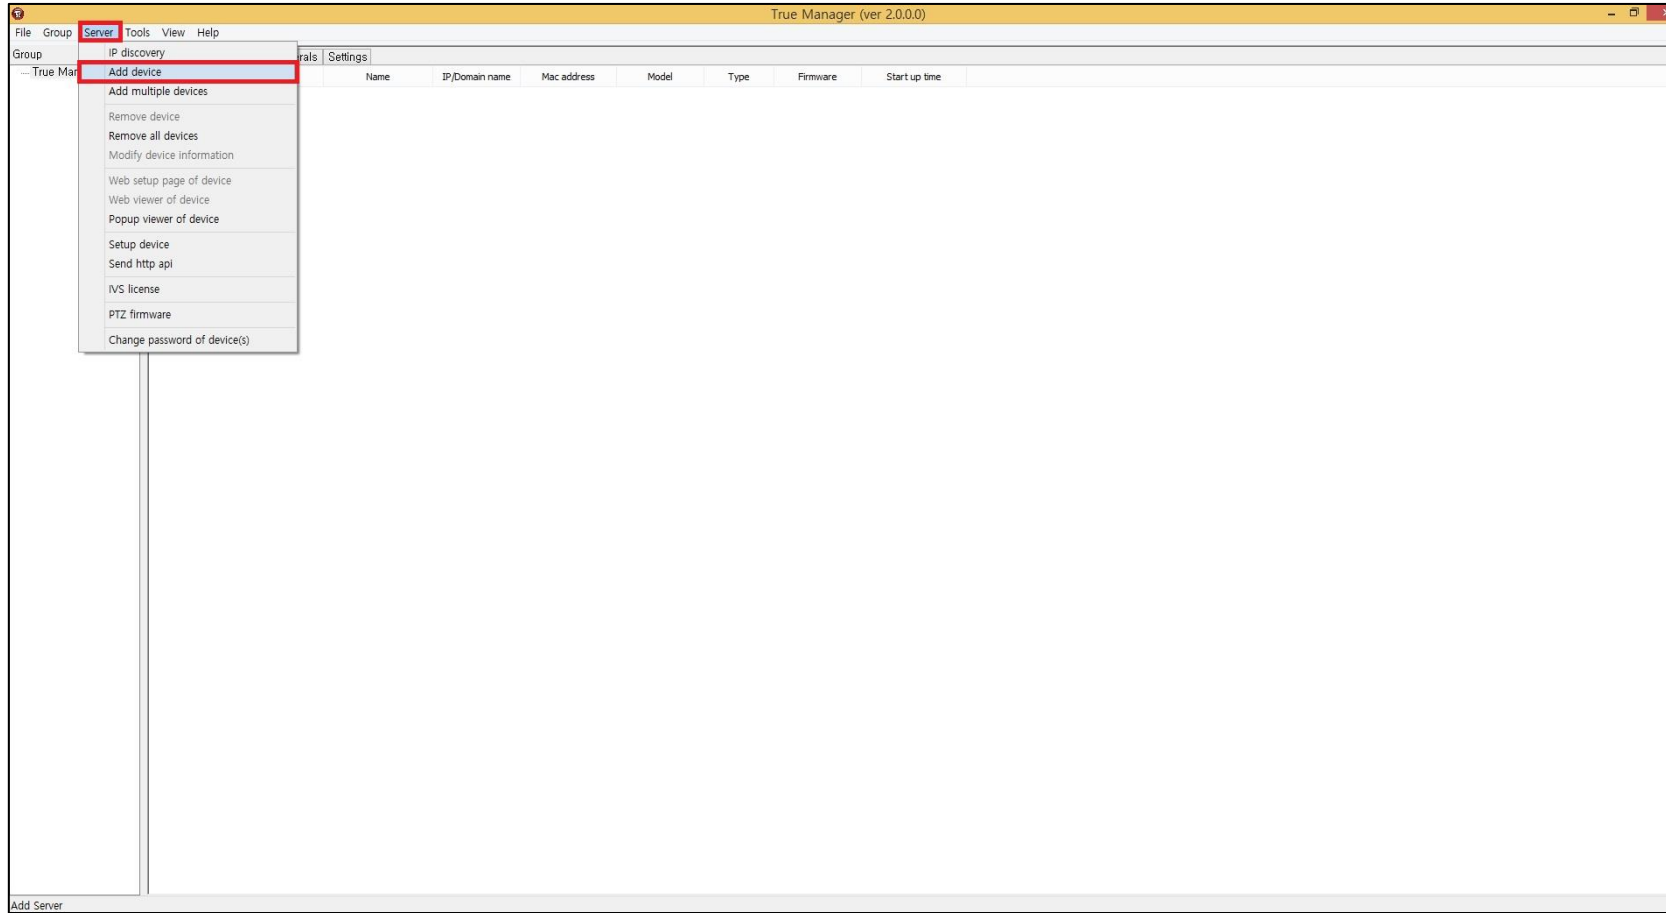 True Manager (ver 2.0.0.0)
File Group Server Tools View Help
Group
IP discovery
Settings
True
Add device
Name IP/Domain name Mac address Model Type Firmware Start up time
Add multiple devices
Remove device
Remove all devices
Modify device information
Web setup page of device
Web viewer of device
Popup viewer of device
Setup device
Send http api
IVS license
PTZ firmware
Change password of device(s)
Add Server